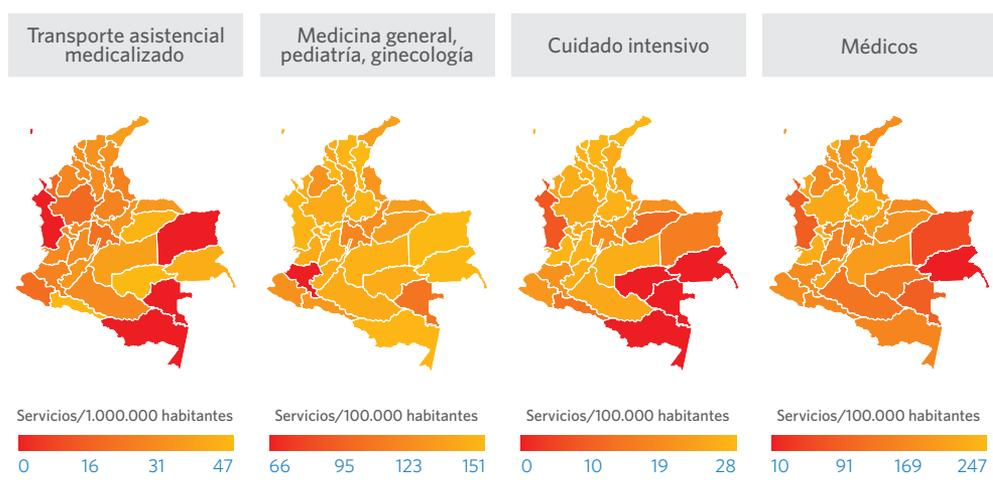 Transporte asistencial
medicalizado
Medicina general,
pediatría, ginecología
Cuidado intensivo
Médicos
Servicios/1.000.000 habitantes
0 16 31 47
Servicios/100.000 habitantes
66 95 123 151
Servicios/100.000 habitantes
0 10 19 28
Servicios/100.000 habitantes
10 91 169 247